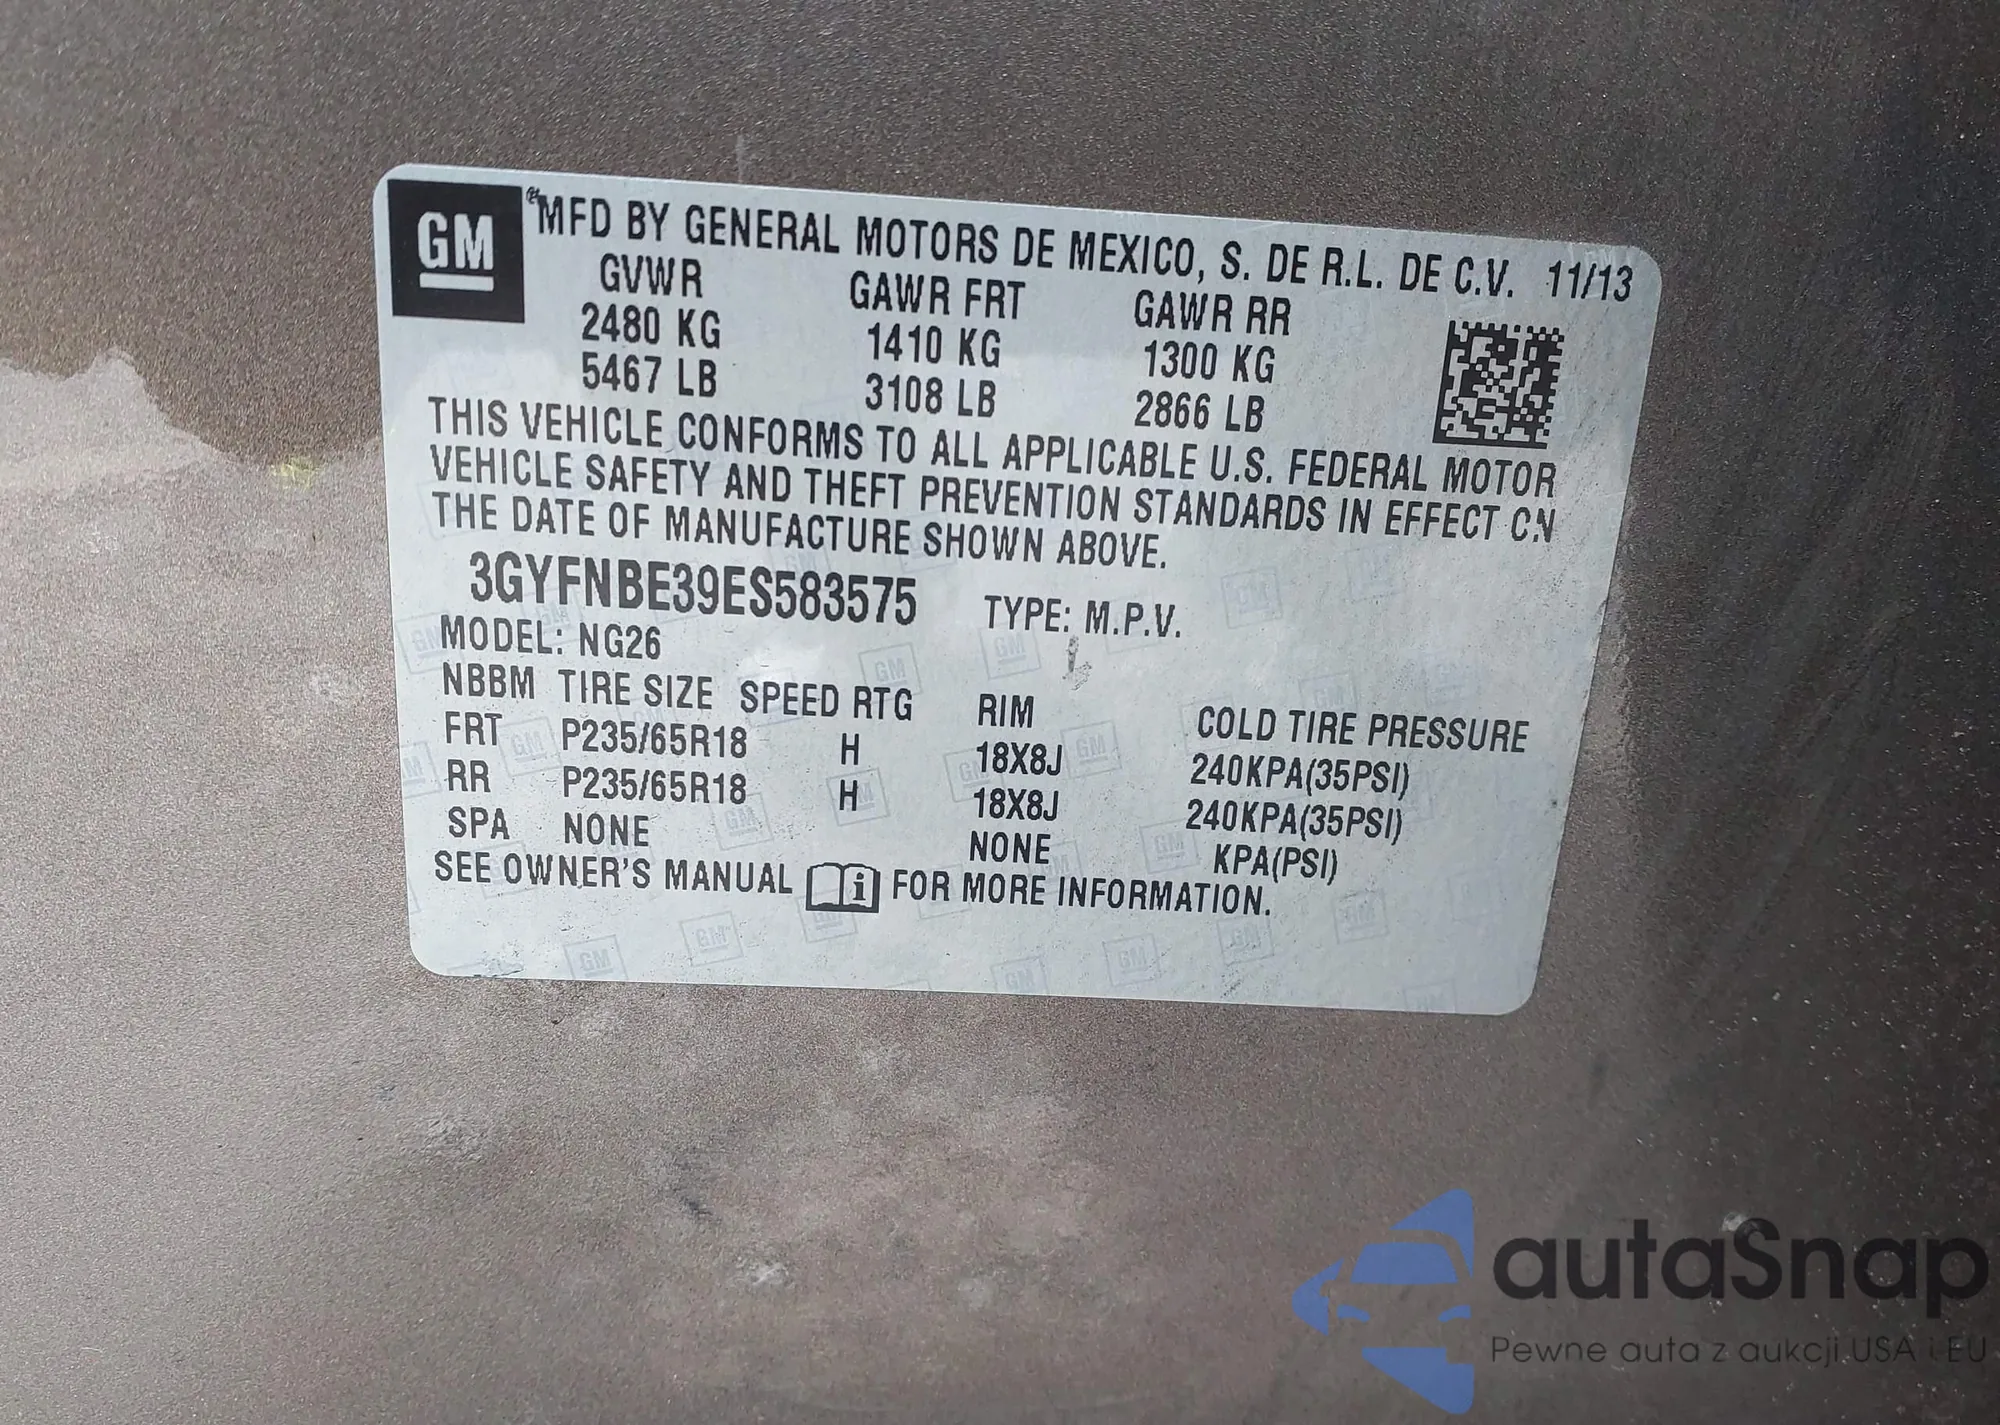 GM
MFD BY GENERAL MOTORS DE MEXICO, S. DE R.L. DE C.V. 11/13
GVWR GAWR FRT GAWR RR
2480 KG 1410 KG 1300 KG
5467 LB 3108 LB 2866 LB
THIS VEHICLE CONFORMS TO ALL APPLICABLE U.S. FEDERAL MOTOR
VEHICLE SAFETY AND THEFT PREVENTION STANDARDS IN EFFECT ON
THE DATE OF MANUFACTURE SHOWN ABOVE.
3GYFNBE39ES583575 TYPE: M.P.V.
MODEL: NG26
NBBM TIRE SIZE SPEED RTG RIM COLD TIRE PRESSURE
FRT P235/65R18 H 18X8J 240KPA(35PSI)
RR P235/65R18 H 18X8J 240KPA(35PSI)
SPA NONE NONE KPA(PSI)
SEE OWNER'S MANUAL i FOR MORE INFORMATION.
autaSnap
Pewne auta z aukcji USA i EU